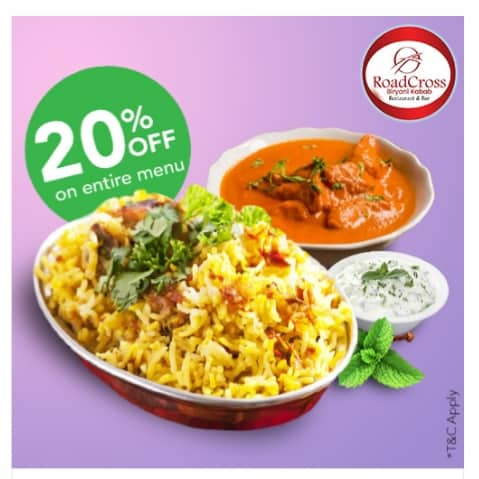 RoadCross
Biryani Kabab
Restaurant & Bar
20% OFF
on entire menu
*T&C Apply